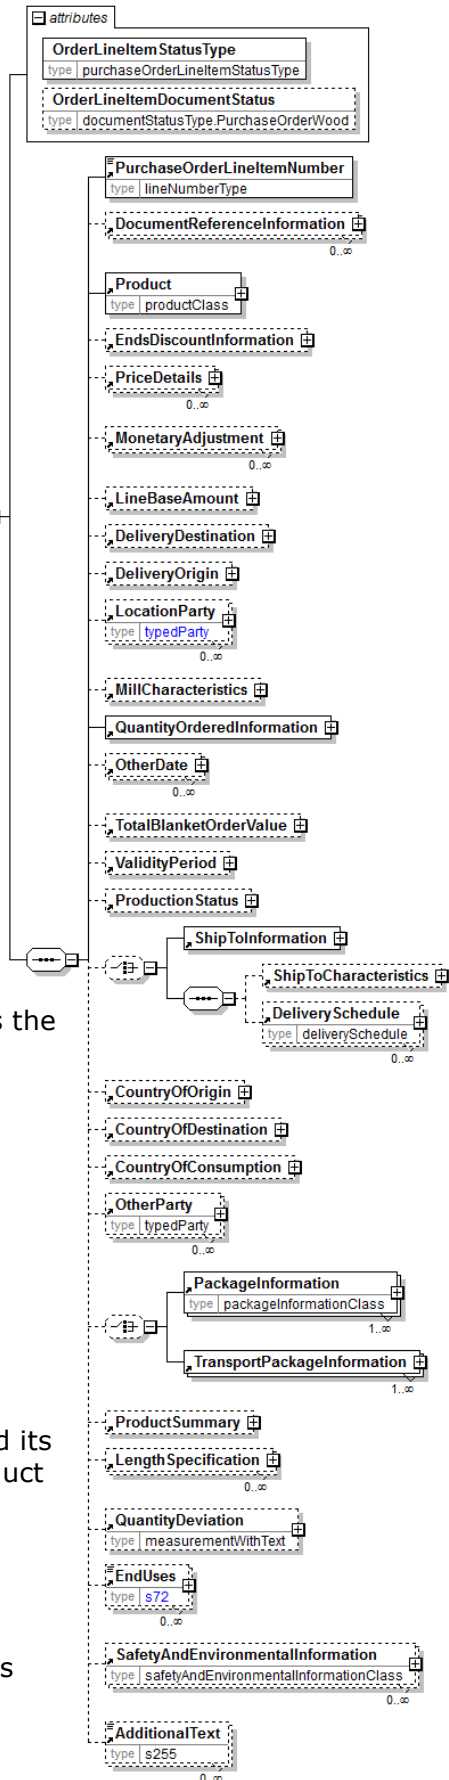 attributes
OrderLineItemStatusType
type purchaseOrderLineItemStatusType
OrderLineItemDocumentStatus
type documentStatusType.PurchaseOrderWood
PurchaseOrderLineItemNumber
type lineNumberType
DocumentReferenceInformation
0..∞
Product
type productClass
EndsDiscountInformation
PriceDetails
0..∞
MonetaryAdjustment
0..∞
LineBaseAmount
DeliveryDestination
DeliveryOrigin
LocationParty
type typedParty
0..∞
MillCharacteristics
QuantityOrderedInformation
OtherDate
0..∞
TotalBlanketOrderValue
ValidityPeriod
ProductionStatus
ShipToInformation
ShipToCharacteristics
DeliverySchedule
type deliverySchedule
0..∞
s the
CountryOfOrigin
CountryOfDestination
CountryOfConsumption
OtherParty
type typedParty
0..∞
PackageInformation
type packageInformationClass
1..∞
TransportPackageInformation
1..∞
ProductSummary
d its
LengthSpecification
uct
0..∞
QuantityDeviation
type measurementWithText
EndUses
type s72
0..∞
SafetyAndEnvironmentalInformation
s
type safetyAndEnvironmentalInformationClass
0..∞
AdditionalText
type s255
0..∞